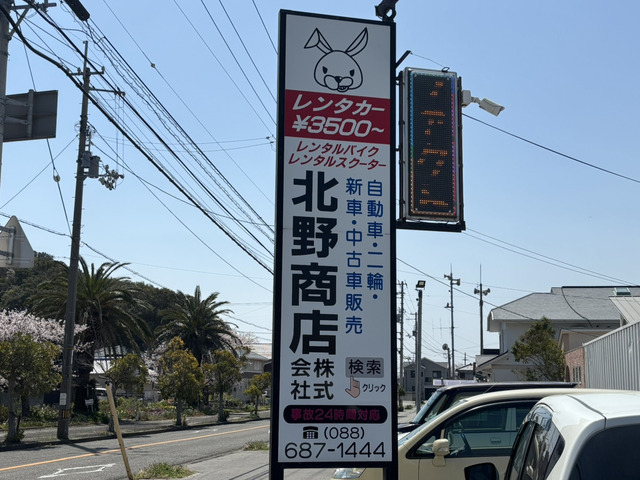 レンタカー
¥3500~
レンタルバイク
レンタルスクーター
自動車・二輪・
新車・中古車販売
北野商店
株式
会社
検索
クリック
事故24時間対応
(088)
687-1444